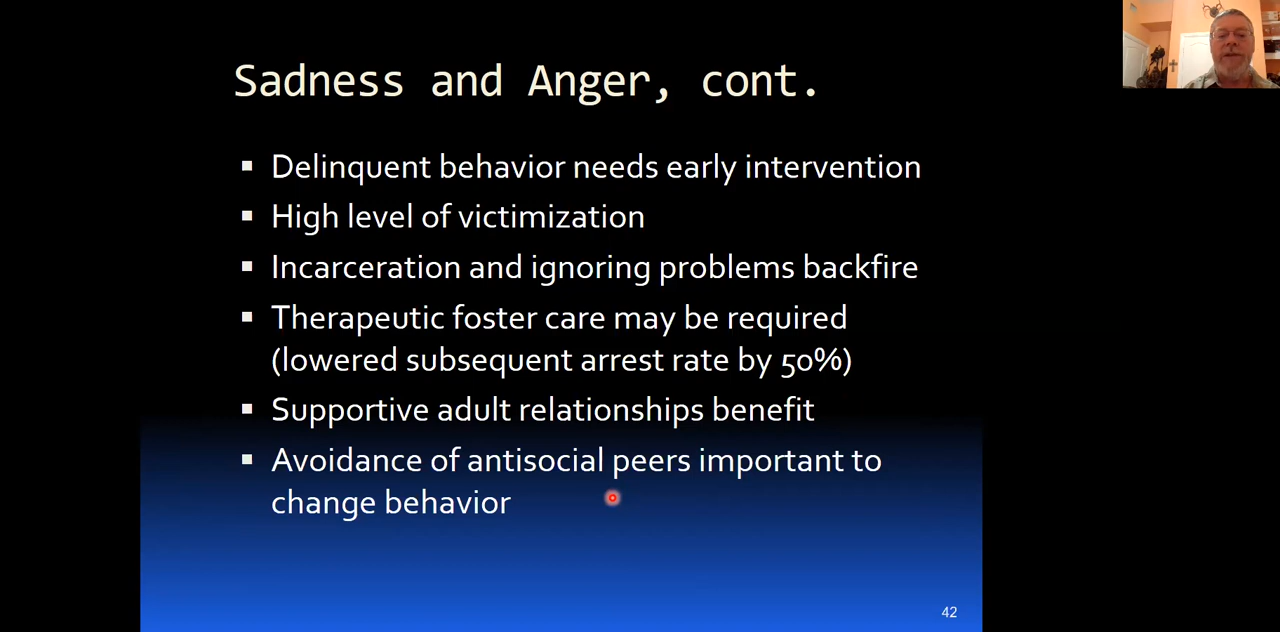 Sadness and Anger, cont.
▪ Delinquent behavior needs early intervention
▪ High level of victimization
▪ Incarceration and ignoring problems backfire
▪ Therapeutic foster care may be required
(lowered subsequent arrest rate by 50%)
▪ Supportive adult relationships benefit
▪ Avoidance of antisocial peers important to
change behavior
42